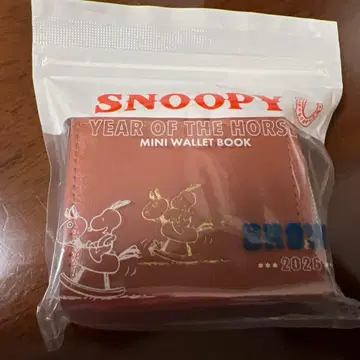 SNOOPY
YEAR OF THE HORSE
MINI WALLET BOOK
*** 2026